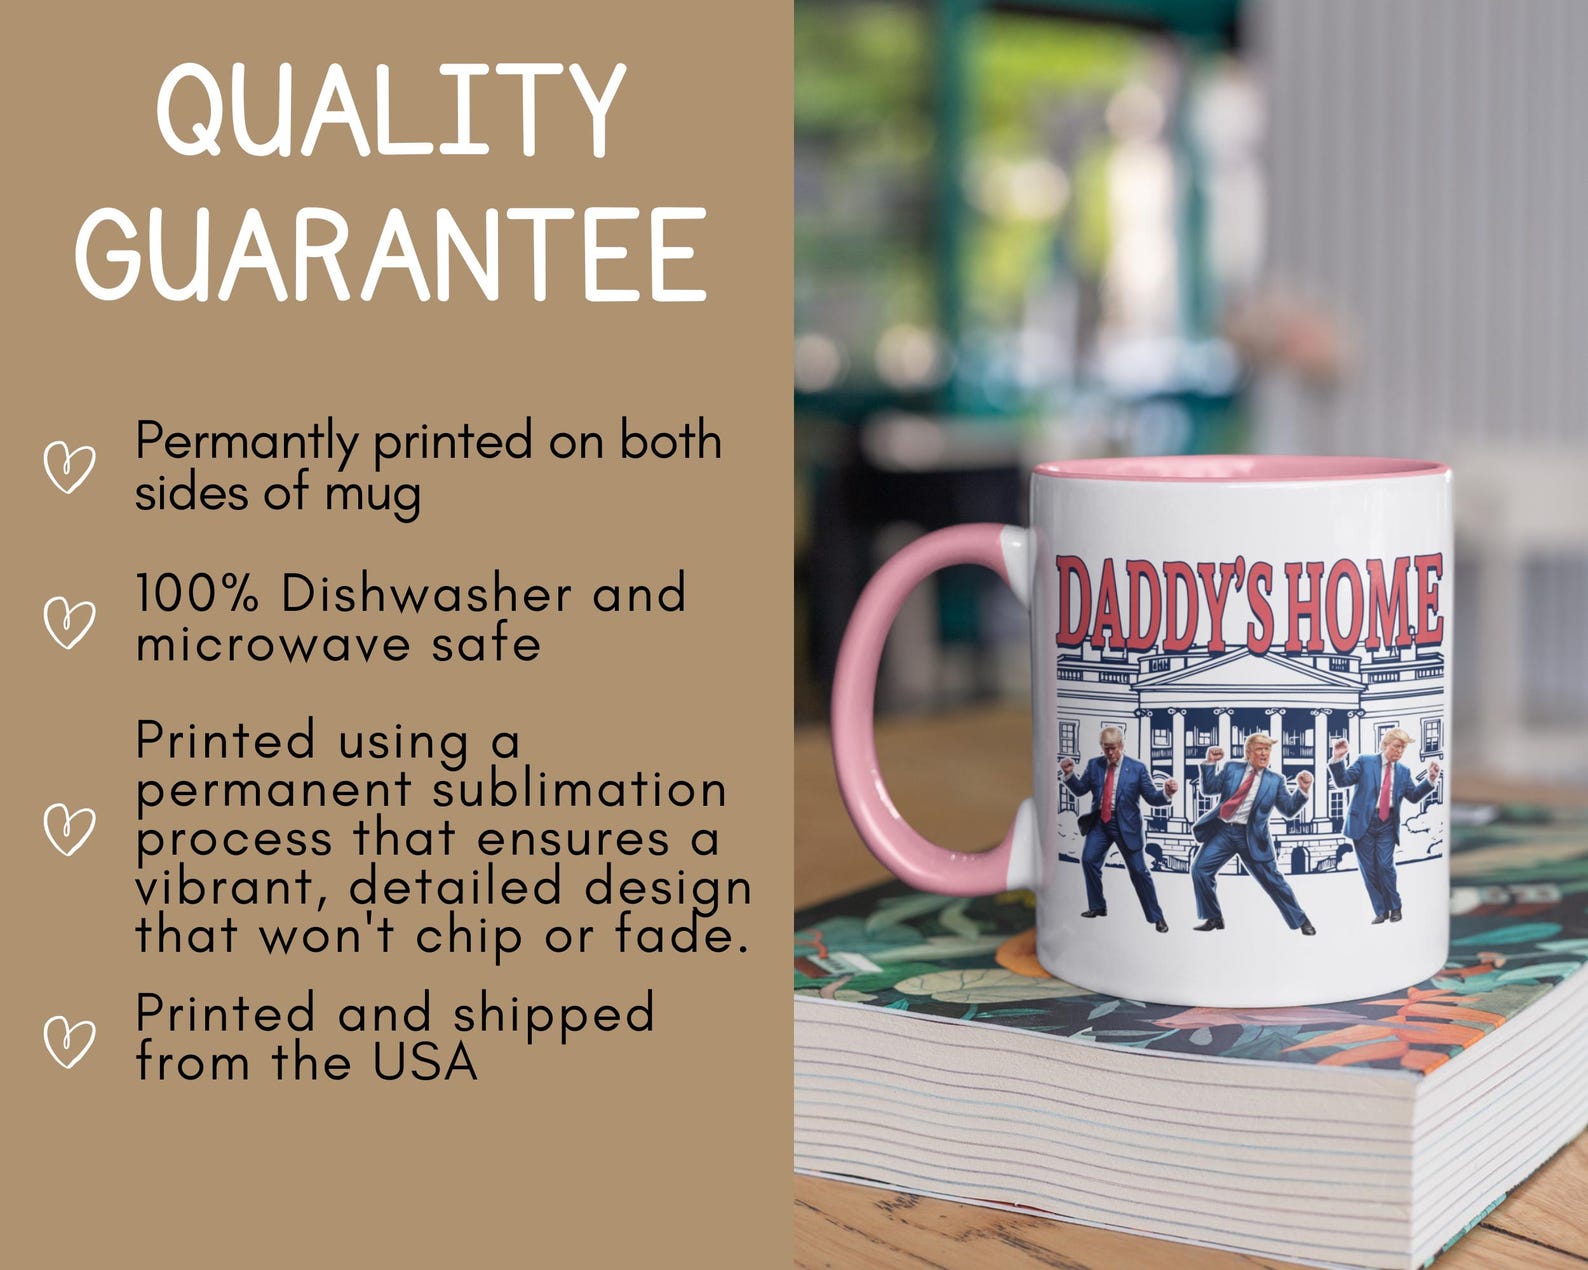 QUALITY
GUARANTEE
Permantly printed on both
sides of mug
100% Dishwasher and
microwave safe
Printed using a
permanent sublimation
process that ensures a
vibrant, detailed design
that won't chip or fade.
Printed and shipped
from the USA
DADDY'S HOME